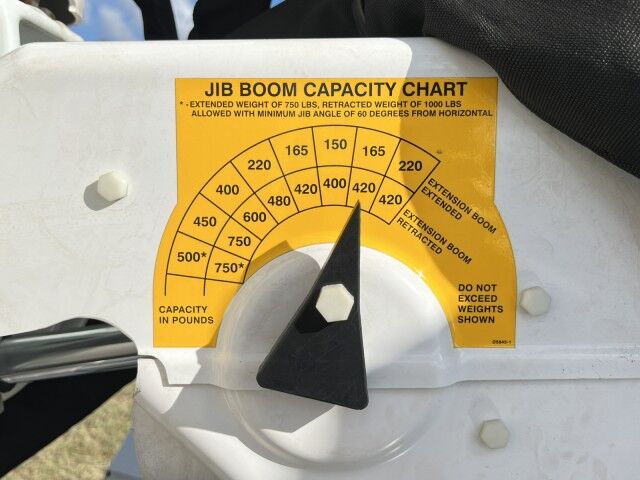 JIB BOOM CAPACITY CHART
* - EXTENDED WEIGHT OF 750 LBS, RETRACTED WEIGHT OF 1000 LBS
ALLOWED WITH MINIMUM JIB ANGLE OF 60 DEGREES FROM HORIZONTAL
500* 450 400 220 165 150 165 220
EXTENSION BOOM
EXTENDED
750* 750 600 480 420 400 420 420
EXTENSION BOOM
RETRACTED
CAPACITY
IN POUNDS
DO NOT
EXCEED
WEIGHTS
SHOWN